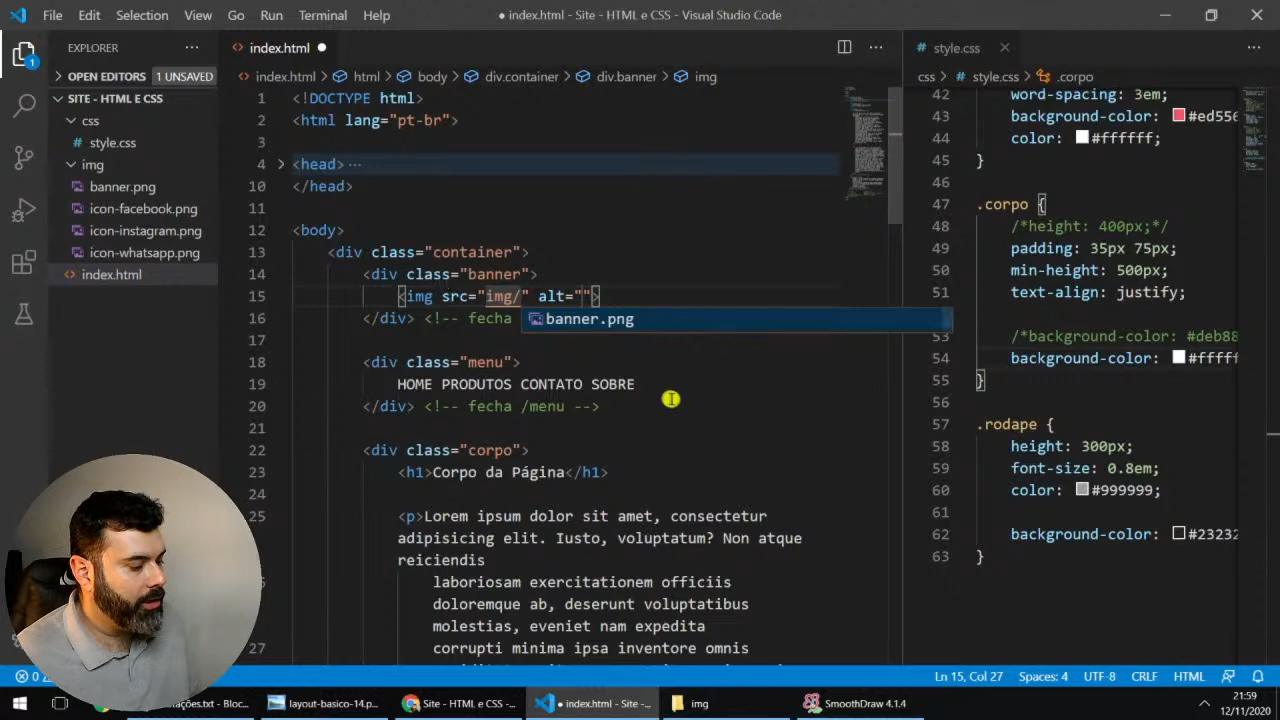 File Edit Selection View Go Run Terminal Help
● index.html - Site - HTML e CSS - Visual Studio Code
EXPLORER
OPEN EDITORS 1 UNSAVED
SITE - HTML E CSS
css
style.css
img
banner.png
icon-facebook.png
icon-instagram.png
icon-whatsapp.png
index.html
1
index.html
index.html > html > body > div.container > div.banner > img
1 <!DOCTYPE html>
2 <html lang="pt-br">
3
4 <head> ···
10 </head>
11
12 <body>
13 <div class="container">
14 <div class="banner">
15 <img src="img/" alt="">
16 </div> <!-- fecha
banner.png
17
18 <div class="menu">
19 HOME PRODUTOS CONTATO SOBRE
20 </div> <!-- fecha /menu -->
21
22 <div class="corpo">
23 <h1>Corpo da Página</h1>
24
25 <p>Lorem ipsum dolor sit amet, consectetur
adipisicing elit. Iusto, voluptatum? Non atque
reiciendis
laboriosam exercitationem officiis
doloremque ab, deserunt voluptatibus
molestias, eveniet nam expedita
27 corrupti minima ipsa inventore omnis
style.css
css > style.css > .corpo
42 word-spacing: 3em;
43 background-color: #ed556
44 color: #ffffff;
45 }
46
47 .corpo {
48 /*height: 400px;*/
49 padding: 35px 75px;
50 min-height: 500px;
51 text-align: justify;
53 /*background-color: #deb88
54 background-color: #fffff
55 }
56
57 .rodape {
58 height: 300px;
59 font-size: 0.8em;
60 color: #999999;
61
62 background-color: #23232
63 }
0
Ln 15, Col 27 Spaces: 4 UTF-8 CRLF HTML
tações.txt - Bloc...
layout-basico-14.p...
Site - HTML e CSS -...
● index.html - Site -...
img
SmoothDraw 4.1.4
21:59
12/11/2020